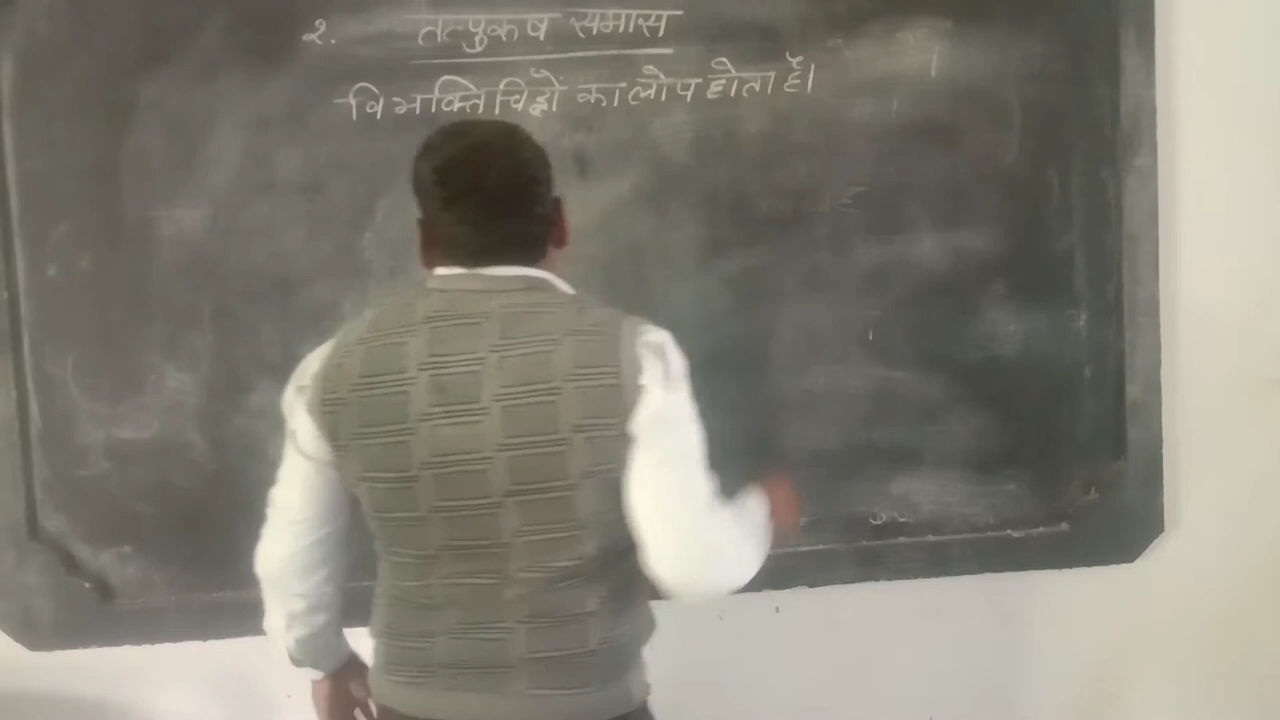 २. तत्पुरुष समास
विभक्ति चिह्नों का लोप होता है।